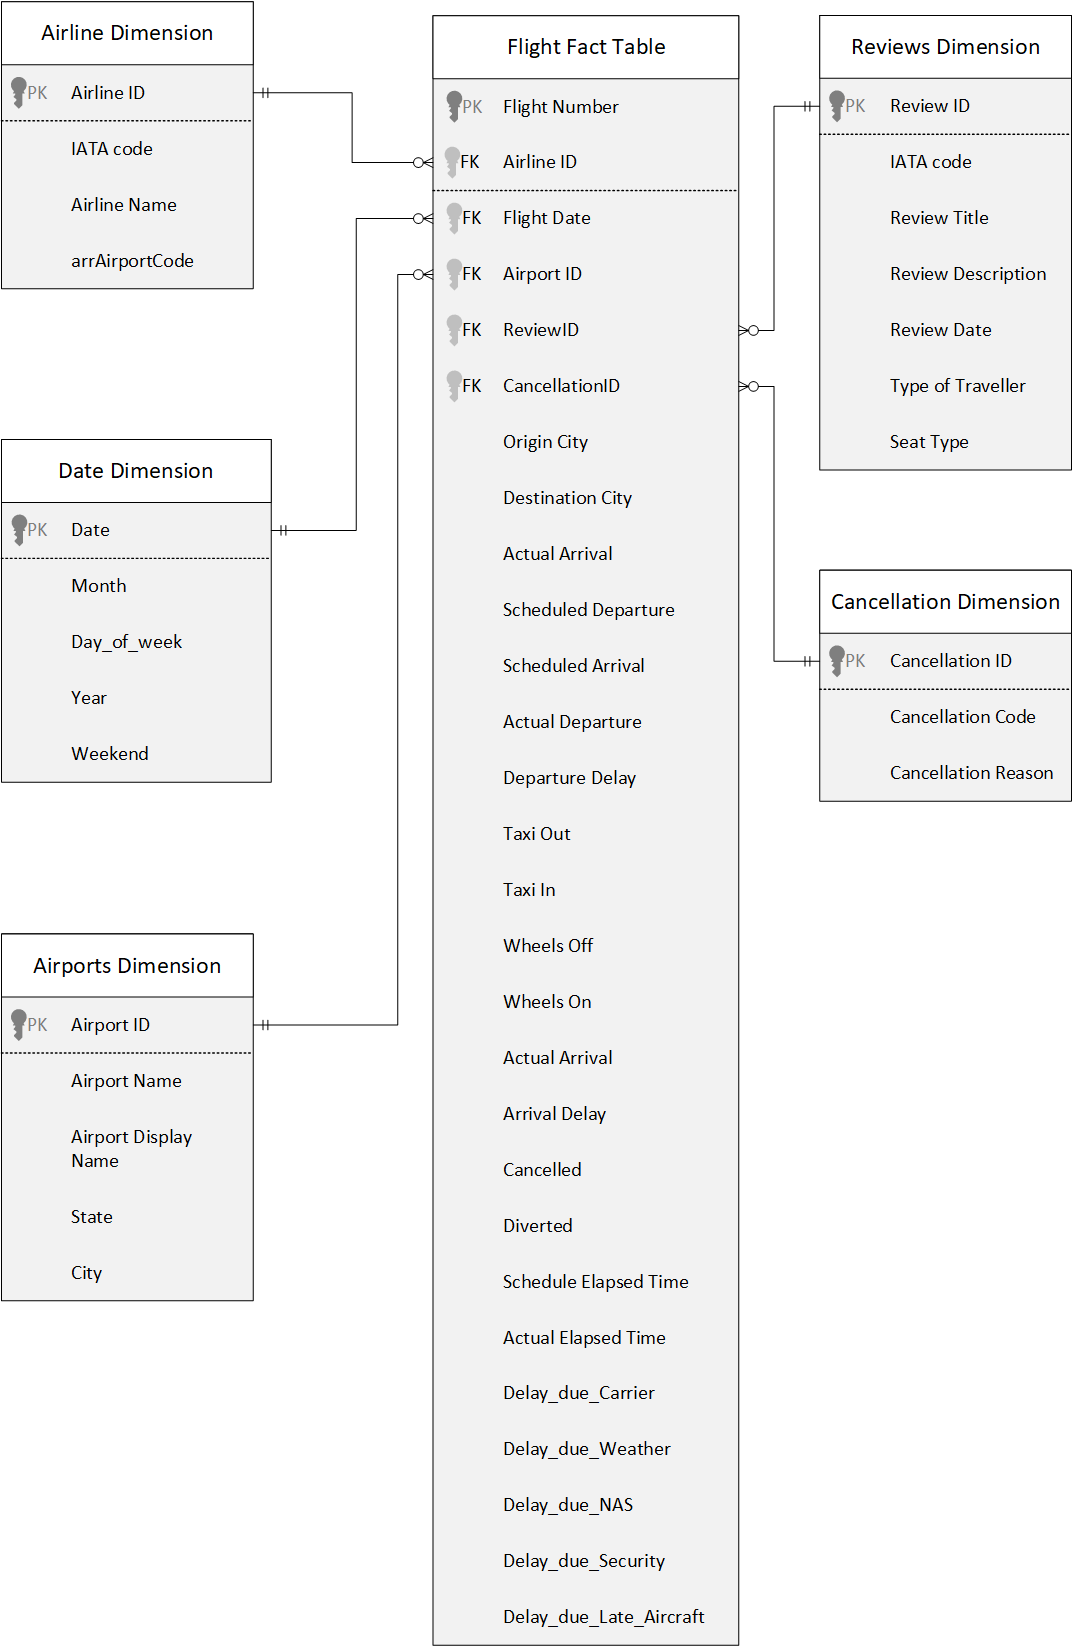 Airline Dimension
PK Airline ID
IATA code
Airline Name
arrAirportCode
Date Dimension
PK Date
Month
Day_of_week
Year
Weekend
Airports Dimension
PK Airport ID
Airport Name
Airport Display
Name
State
City
Flight Fact Table
PK Flight Number
FK Airline ID
FK Flight Date
FK Airport ID
FK ReviewID
FK CancellationID
Origin City
Destination City
Actual Arrival
Scheduled Departure
Scheduled Arrival
Actual Departure
Departure Delay
Taxi Out
Taxi In
Wheels Off
Wheels On
Actual Arrival
Arrival Delay
Cancelled
Diverted
Schedule Elapsed Time
Actual Elapsed Time
Delay_due_Carrier
Delay_due_Weather
Delay_due_NAS
Delay_due_Security
Delay_due_Late_Aircraft
Reviews Dimension
PK Review ID
IATA code
Review Title
Review Description
Review Date
Type of Traveller
Seat Type
Cancellation Dimension
PK Cancellation ID
Cancellation Code
Cancellation Reason